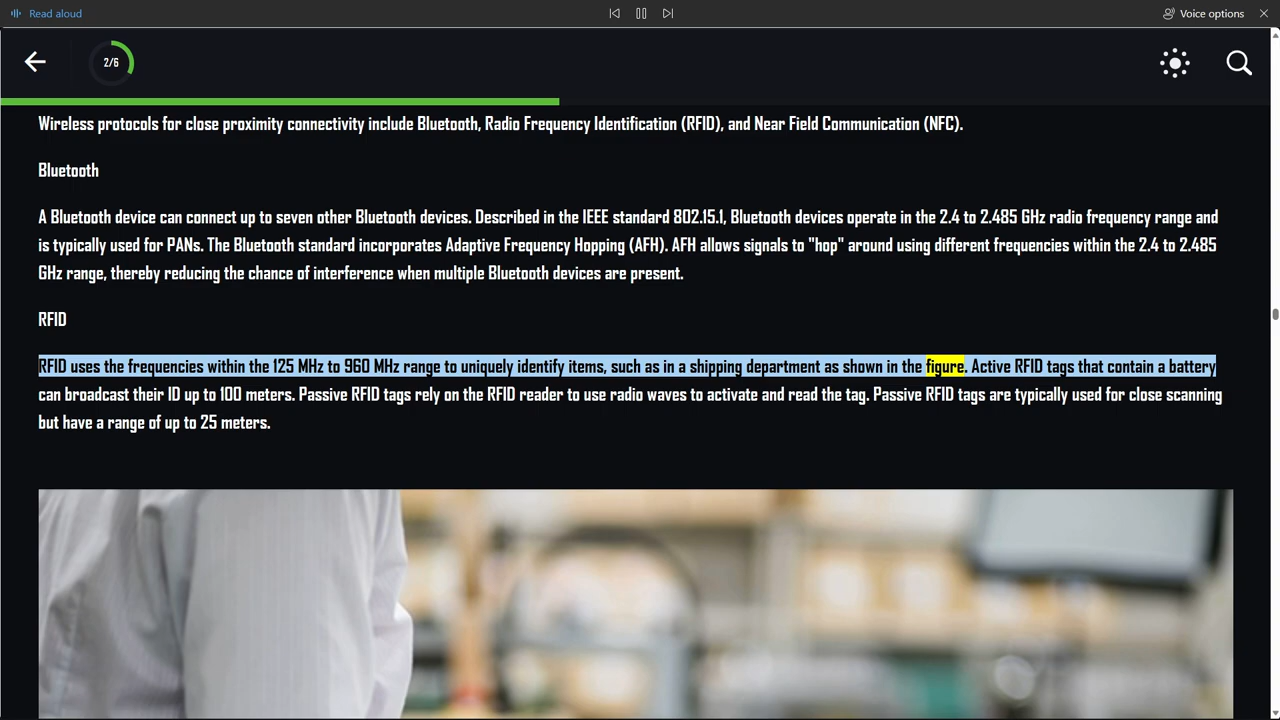 Read aloud
Voice options
2/6
Wireless protocols for close proximity connectivity include Bluetooth, Radio Frequency Identification (RFID), and Near Field Communication (NFC).
Bluetooth
A Bluetooth device can connect up to seven other Bluetooth devices. Described in the IEEE standard 802.15.1, Bluetooth devices operate in the 2.4 to 2.485 GHz radio frequency range and
is typically used for PANs. The Bluetooth standard incorporates Adaptive Frequency Hopping (AFH). AFH allows signals to "hop" around using different frequencies within the 2.4 to 2.485
GHz range, thereby reducing the chance of interference when multiple Bluetooth devices are present.
RFID
RFID uses the frequencies within the 125 MHz to 960 MHz range to uniquely identify items, such as in a shipping department as shown in the figure. Active RFID tags that contain a battery
can broadcast their ID up to 100 meters. Passive RFID tags rely on the RFID reader to use radio waves to activate and read the tag. Passive RFID tags are typically used for close scanning
but have a range of up to 25 meters.